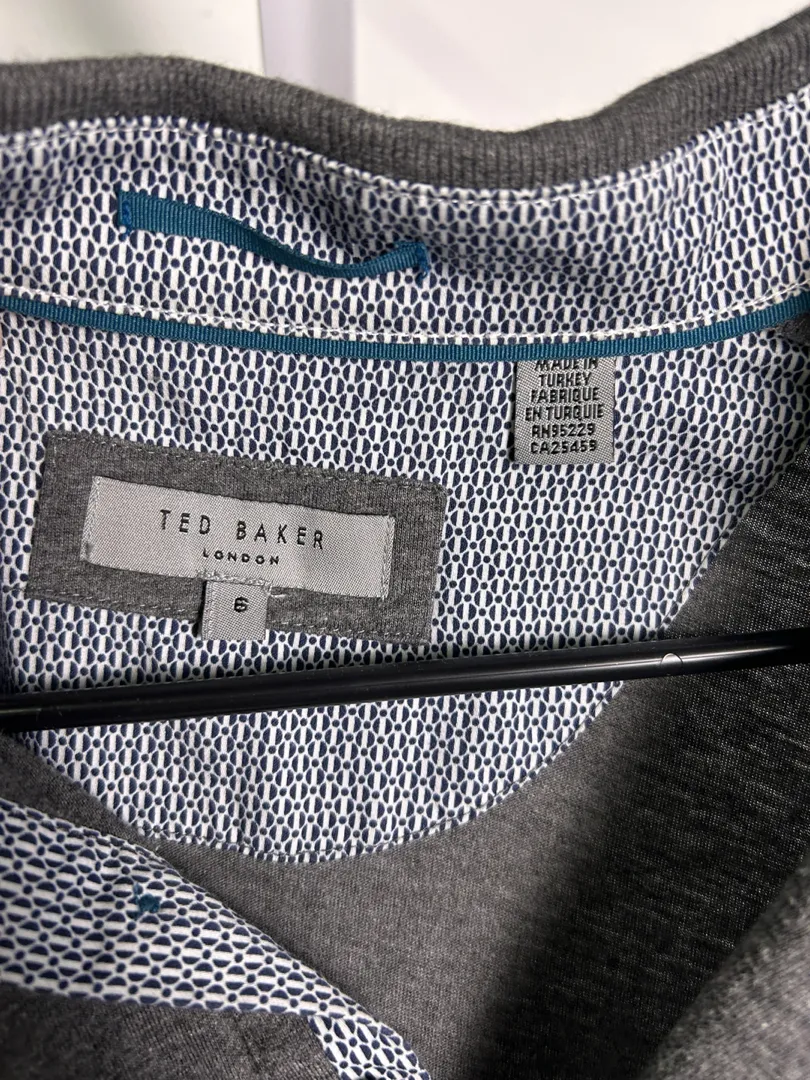 MADE IN
TURKEY
FABRIQUE
EN TURQUIE
RN95229
CA25459
TED BAKER
LONDON
6